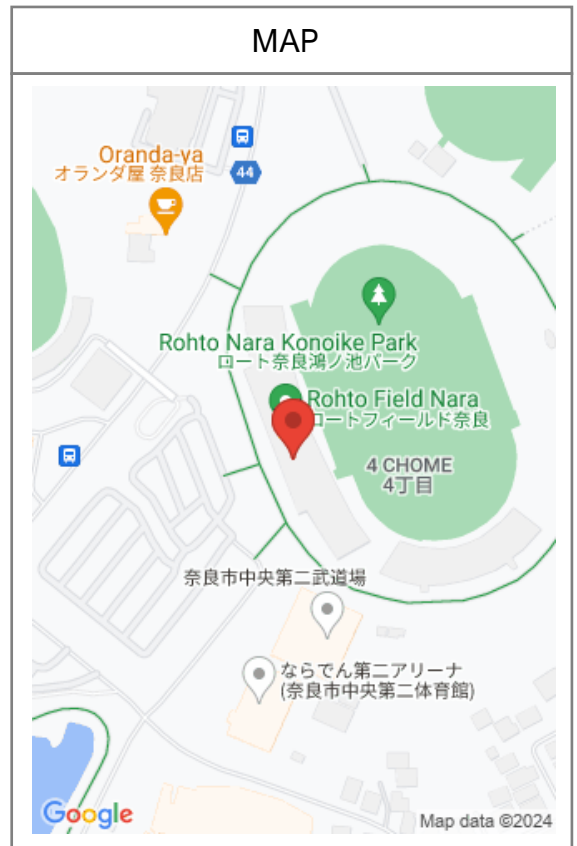 MAP
Oranda-ya
オランダ屋 奈良店
44
Rohto Nara Konoike Park
ロート奈良鴻ノ池パーク
Rohto Field Nara
ロートフィールド奈良
4 CHOME
4丁目
奈良市中央第二武道場
ならでん第二アリーナ
(奈良市中央第二体育館)
Google
Map data ©2024